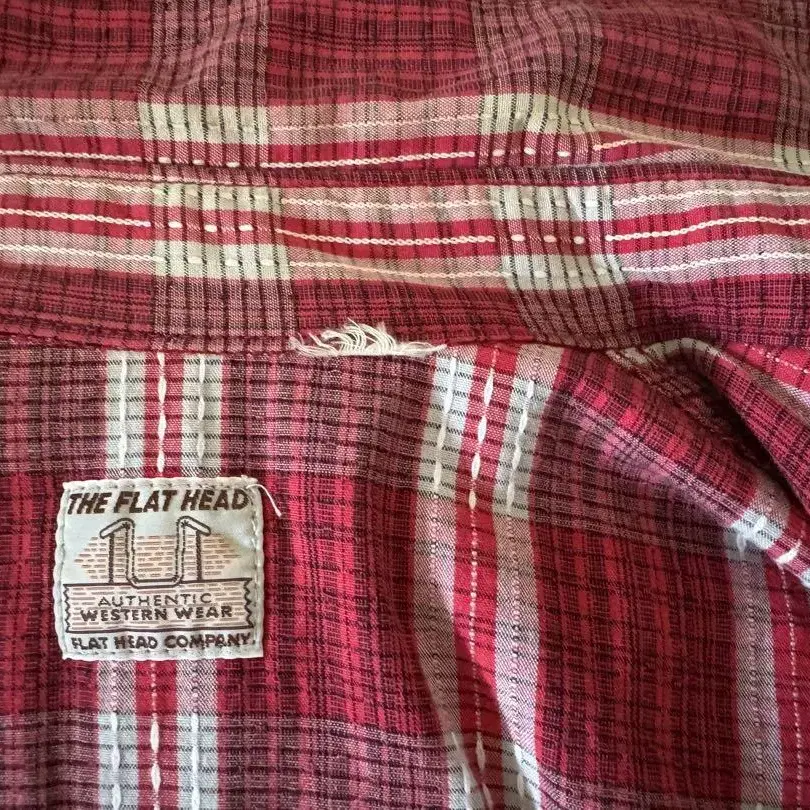 THE FLAT HEAD
AUTHENTIC
WESTERN WEAR
FLAT HEAD COMPANY.